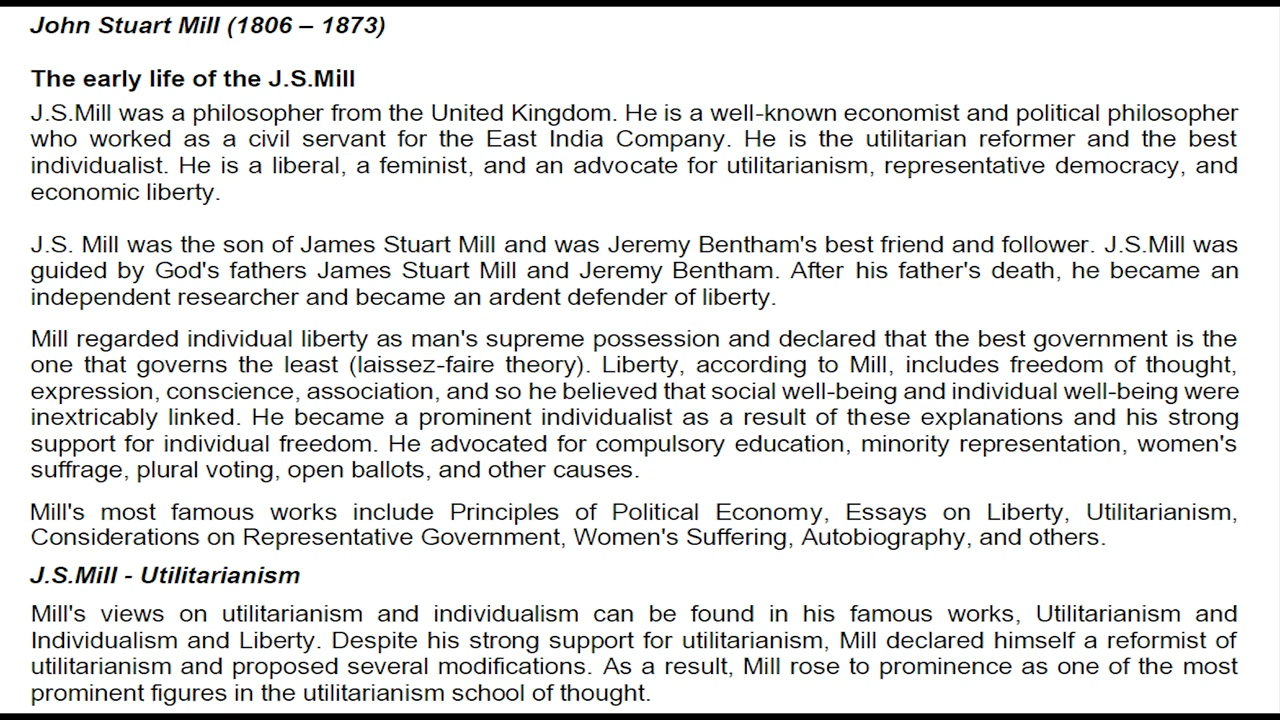 John Stuart Mill (1806 – 1873)
The early life of the J.S.Mill
J.S.Mill was a philosopher from the United Kingdom. He is a well-known economist and political philosopher
who worked as a civil servant for the East India Company. He is the utilitarian reformer and the best
individualist. He is a liberal, a feminist, and an advocate for utilitarianism, representative democracy, and
economic liberty.
J.S. Mill was the son of James Stuart Mill and was Jeremy Bentham's best friend and follower. J.S.Mill was
guided by God's fathers James Stuart Mill and Jeremy Bentham. After his father's death, he became an
independent researcher and became an ardent defender of liberty.
Mill regarded individual liberty as man's supreme possession and declared that the best government is the
one that governs the least (laissez-faire theory). Liberty, according to Mill, includes freedom of thought,
expression, conscience, association, and so he believed that social well-being and individual well-being were
inextricably linked. He became a prominent individualist as a result of these explanations and his strong
support for individual freedom. He advocated for compulsory education, minority representation, women's
suffrage, plural voting, open ballots, and other causes.
Mill's most famous works include Principles of Political Economy, Essays on Liberty, Utilitarianism,
Considerations on Representative Government, Women's Suffering, Autobiography, and others.
J.S.Mill - Utilitarianism
Mill's views on utilitarianism and individualism can be found in his famous works, Utilitarianism and
Individualism and Liberty. Despite his strong support for utilitarianism, Mill declared himself a reformist of
utilitarianism and proposed several modifications. As a result, Mill rose to prominence as one of the most
prominent figures in the utilitarianism school of thought.